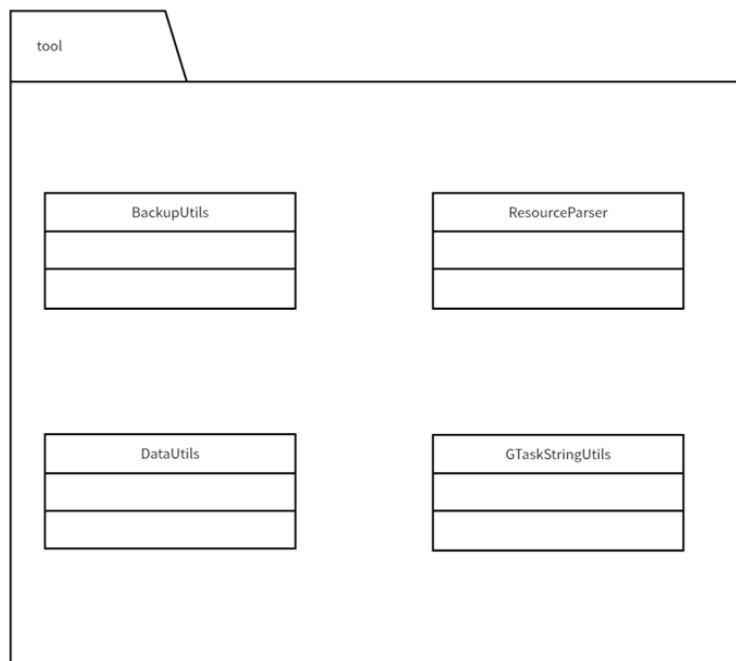 tool
BackupUtils
ResourceParser
DataUtils
GTaskStringUtils